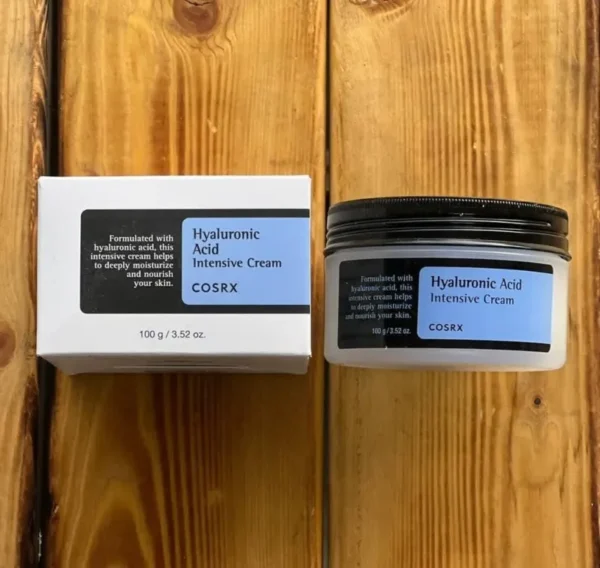 Formulated with
hyaluronic acid, this
intensive cream helps
to deeply moisturize
and nourish
your skin.
Hyaluronic
Acid
Intensive Cream
COSRX
100 g / 3.52 oz.
Formulated with
hyaluronic acid, this
intensive cream helps
to deeply moisturize
and nourish your skin.
100 g / 3.52 oz.
Hyaluronic Acid
Intensive Cream
COSRX